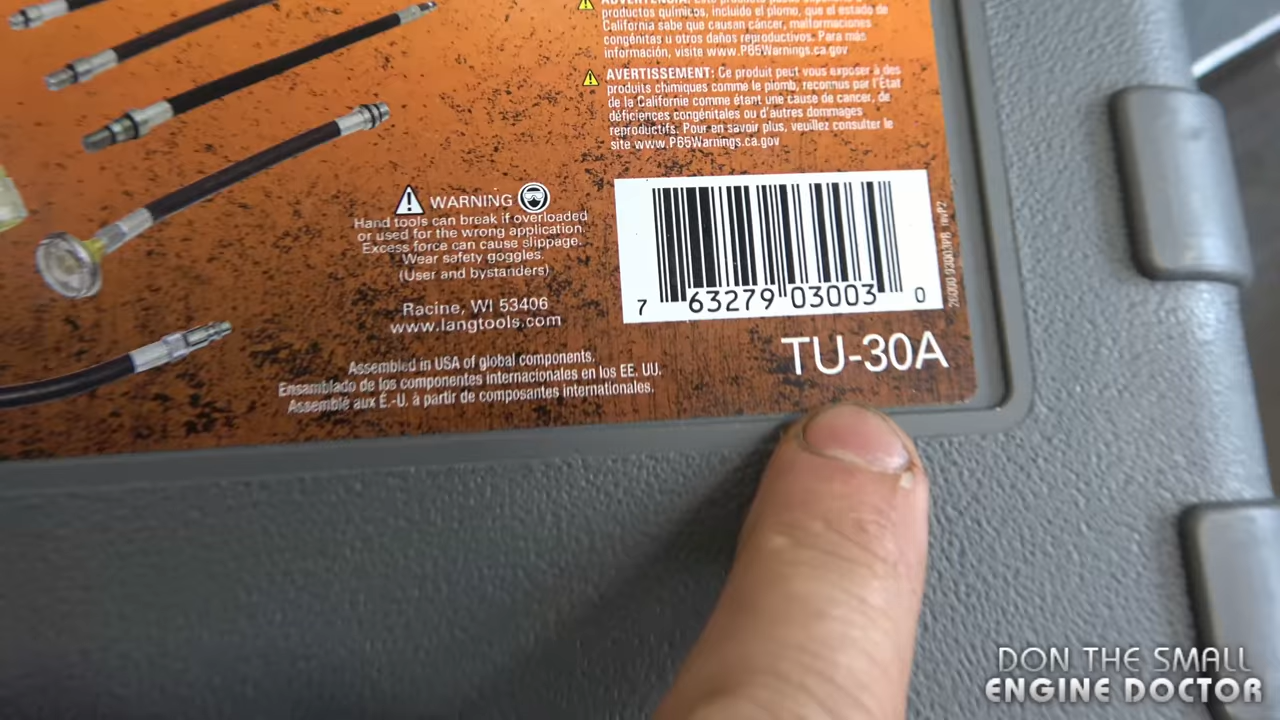 ADVERTENCIA: Este producto puede
productos químicos, incluido el plomo, que el estado de
California sabe que causan cáncer, malformaciones
congénitas u otros daños reproductivos. Para más
información, visite www.P65Warnings.ca.gov
AVERTISSEMENT: Ce produit peut vous exposer à des
produits chimiques comme le plomb, reconnus par l'État
de la Californie comme étant une cause de cancer, de
déficiences congénitales ou d'autres dommages
reproductifs. Pour en savoir plus, veuillez consulter le
site www.P65Warnings.ca.gov
WARNING
Hand tools can break if overloaded
or used for the wrong application.
Excess force can cause slippage.
Wear safety goggles.
(User and bystanders)
Racine, WI 53406
www.langtools.com
Assembled in USA of global components.
Ensamblado de los componentes internacionales en los EE. UU.
Assemblé aux É.-U. à partir de composantes internationales.
7 63279 03003 0
TU-30A
DON THE SMALL
ENGINE DOCTOR